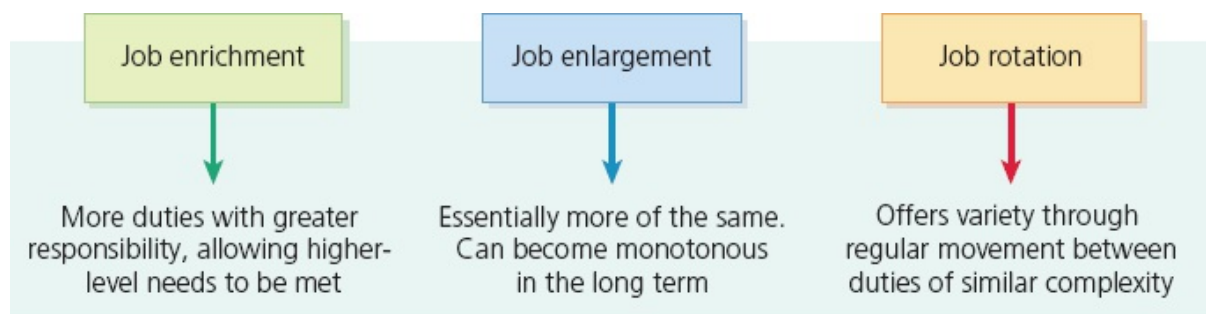 Job enrichment
More duties with greater
responsibility, allowing higher-
level needs to be met
Job enlargement
Essentially more of the same.
Can become monotonous
in the long term
Job rotation
Offers variety through
regular movement between
duties of similar complexity